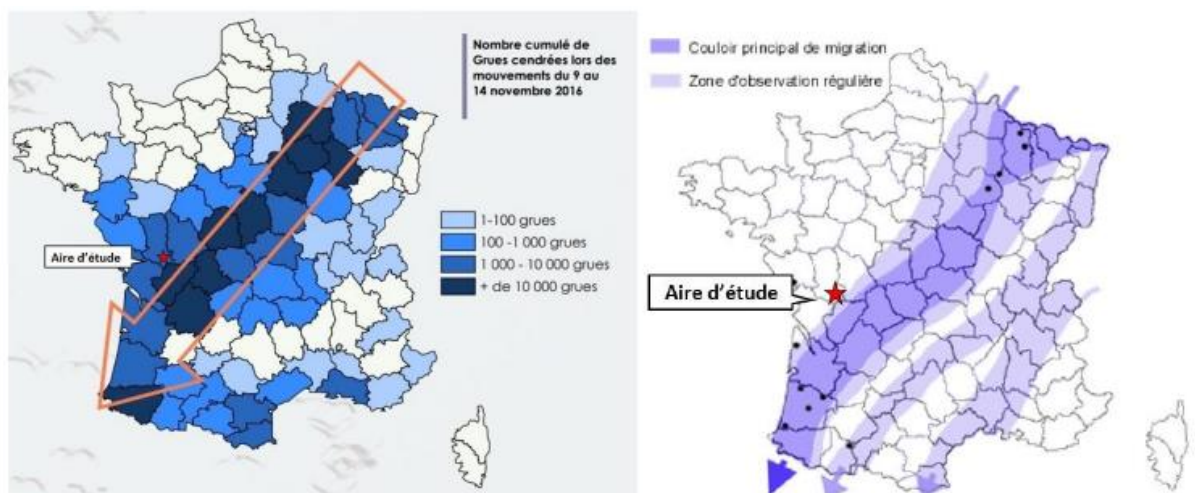 Nombre cumulé de
Grues cendrées lors des
mouvements du 9 au
14 novembre 2016
Aire d'étude
1-100 grues
100 -1 000 grues
1 000 - 10 000 grues
+ de 10 000 grues
Couloir principal de migration
Zone d'observation régulière
Aire d'étude